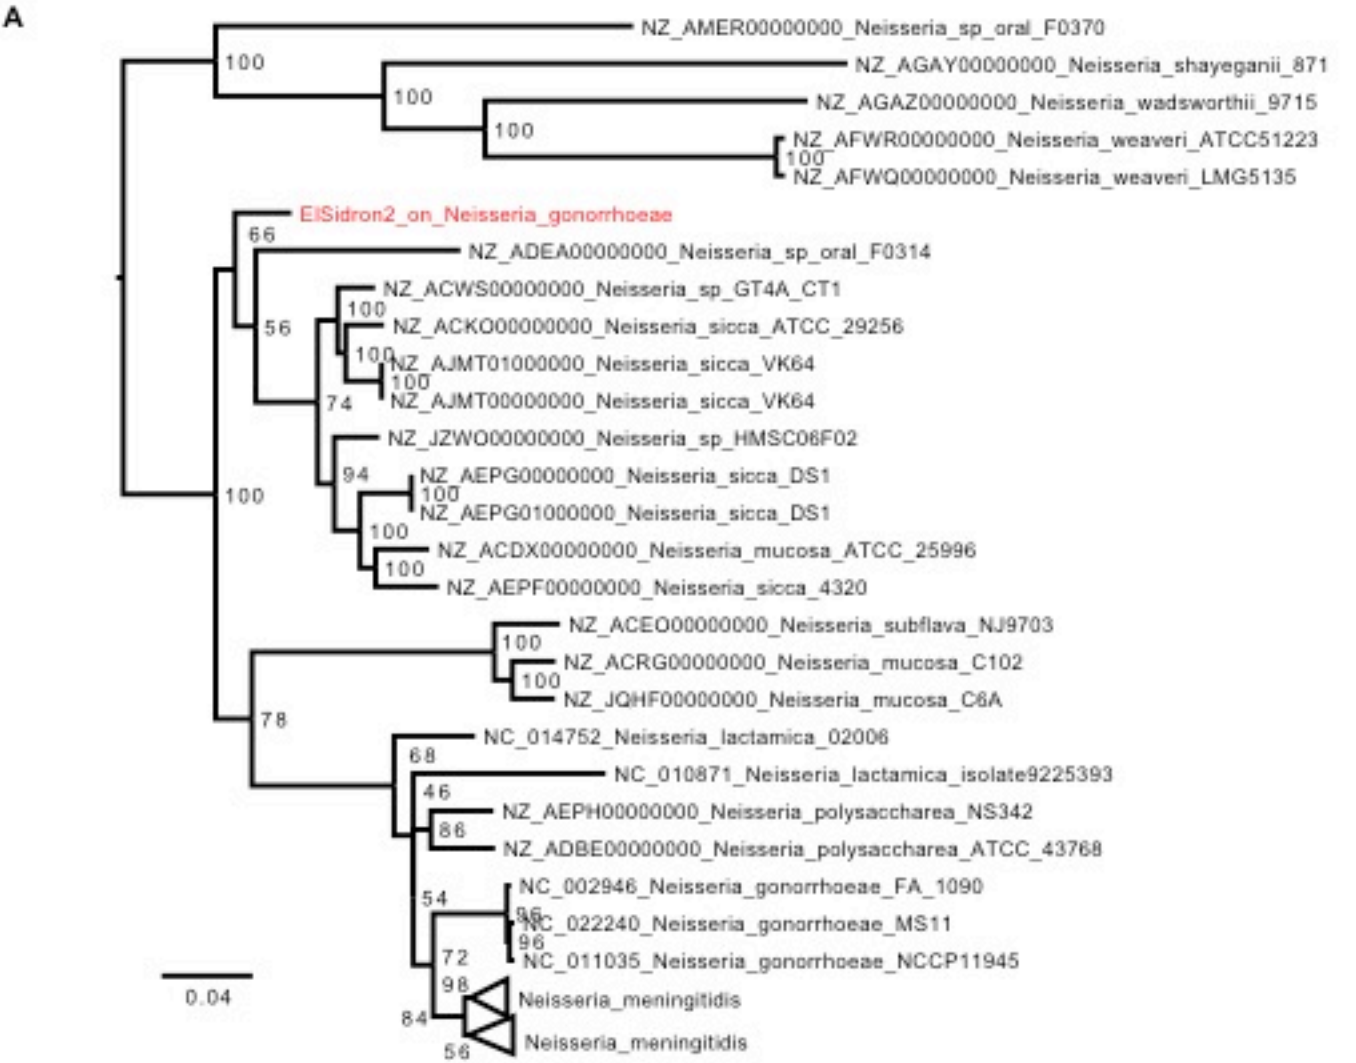 A
NZ_AMER00000000_Neisseria_sp_oral_F0370
100
NZ_AGAY00000000_Neisseria_shayeganii_871
100
NZ_AGAZ00000000_Neisseria_wadsworthii_9715
100
NZ_AFWR00000000_Neisseria_weaveri_ATCC51223
100
NZ_AFWQ00000000_Neisseria_weaveri_LMG5135
ElSidron2_on_Neisseria_gonorrhoeae
66
NZ_ADEA00000000_Neisseria_sp_oral_F0314
NZ_ACWS00000000_Neisseria_sp_GT4A_CT1
100
56
NZ_ACKO00000000_Neisseria_sicca_ATCC_29256
100
NZ_AJMT01000000_Neisseria_sicca_VK64
100
74
NZ_AJMT00000000_Neisseria_sicca_VK64
NZ_JZWO00000000_Neisseria_sp_HMSC06F02
94
NZ_AEPG00000000_Neisseria_sicca_DS1
100
100
NZ_AEPG01000000_Neisseria_sicca_DS1
100
NZ_ACDX00000000_Neisseria_mucosa_ATCC_25996
100
NZ_AEPF00000000_Neisseria_sicca_4320
NZ_ACEO00000000_Neisseria_subflava_NJ9703
100
NZ_ACRG00000000_Neisseria_mucosa_C102
100
NZ_JQHF00000000_Neisseria_mucosa_C6A
78
NC_014752_Neisseria_lactamica_02006
68
NC_010871_Neisseria_lactamica_isolate9225393
46
NZ_AEPH00000000_Neisseria_polysaccharea_NS342
86
NZ_ADBE00000000_Neisseria_polysaccharea_ATCC_43768
NC_002946_Neisseria_gonorrhoeae_FA_1090
54
96
NC_022240_Neisseria_gonorrhoeae_MS11
96
72
NC_011035_Neisseria_gonorrhoeae_NCCP11945
98
0.04
Neisseria_meningitidis
84
Neisseria_meningitidis
56